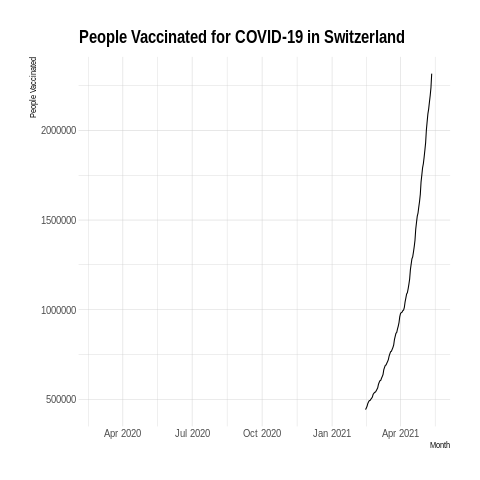 People Vaccinated for COVID-19 in Switzerland
People Vaccinated
2000000
1500000
1000000
500000
Apr 2020 Jul 2020 Oct 2020 Jan 2021 Apr 2021
Month